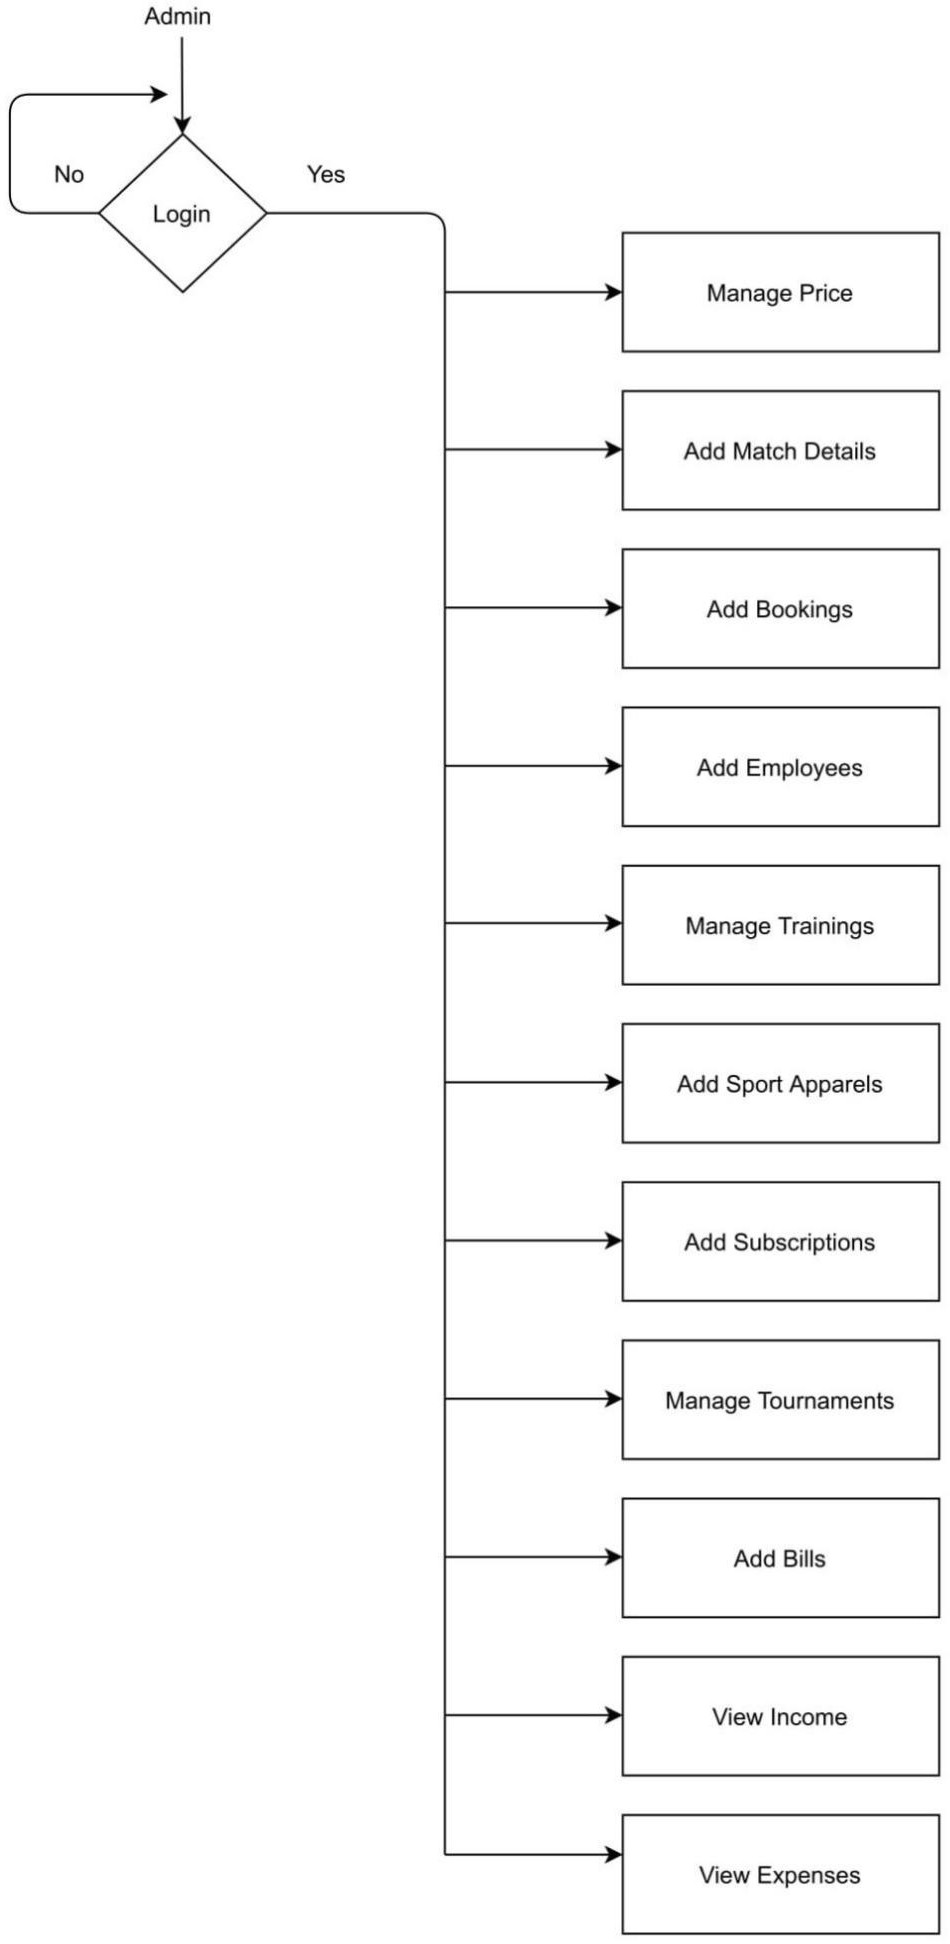 Admin
No
Yes
Login
Manage Price
Add Match Details
Add Bookings
Add Employees
Manage Trainings
Add Sport Apparels
Add Subscriptions
Manage Tournaments
Add Bills
View Income
View Expenses